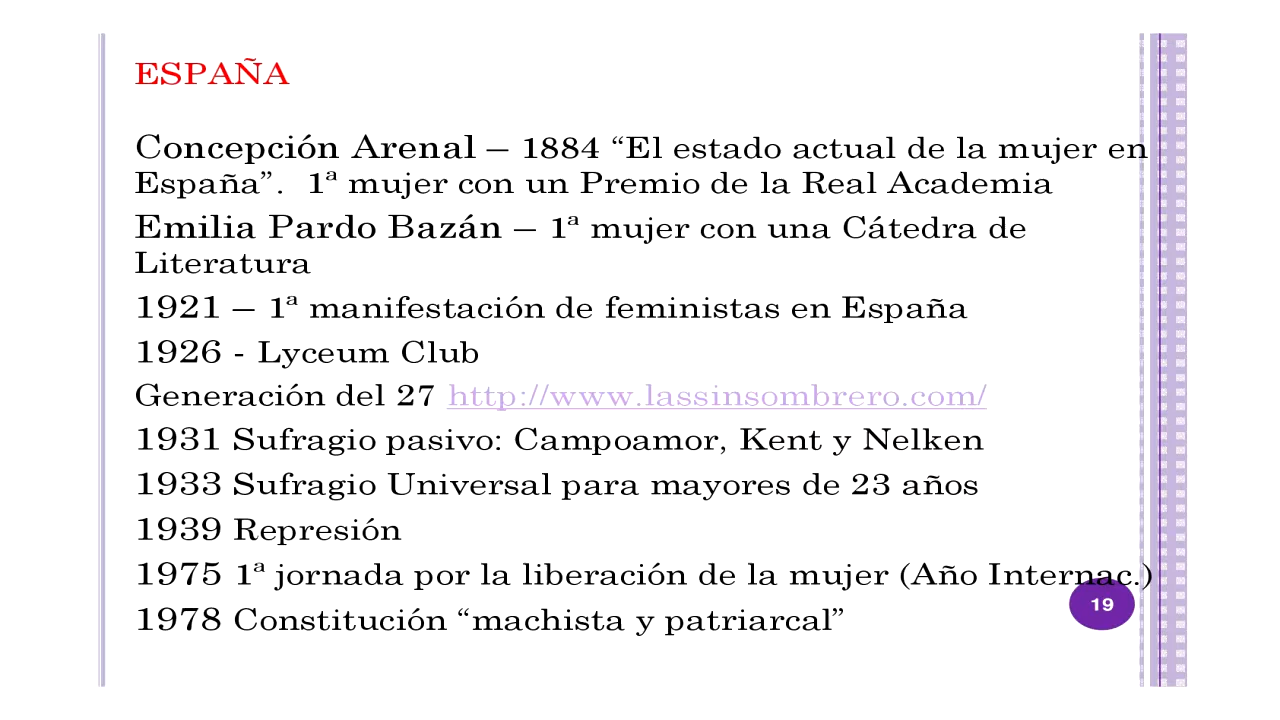 ESPAÑA
Concepción Arenal – 1884 “El estado actual de la mujer en
España”.  1ª mujer con un Premio de la Real Academia
Emilia Pardo Bazán – 1ª mujer con una Cátedra de
Literatura
1921 – 1ª manifestación de feministas en España
1926 - Lyceum Club
Generación del 27 http://www.lassinsombrero.com/
1931 Sufragio pasivo: Campoamor, Kent y Nelken
1933 Sufragio Universal para mayores de 23 años
1939 Represión
1975 1ª jornada por la liberación de la mujer (Año Internac.)
1978 Constitución “machista y patriarcal”
19